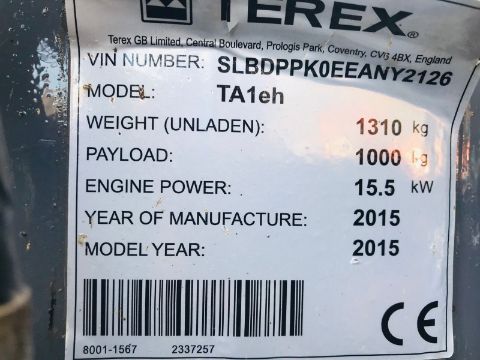 TEREX®
Terex GB Limited, Central Boulevard, Prologis Park, Coventry, CV6 4BX, England
VIN NUMBER: SLBDPPK0EEANY2126
MODEL: TA1eh
WEIGHT (UNLADEN): 1310 kg
PAYLOAD: 1000 kg
ENGINE POWER: 15.5 kW
YEAR OF MANUFACTURE: 2015
MODEL YEAR: 2015
8001-1567 2337257
CE